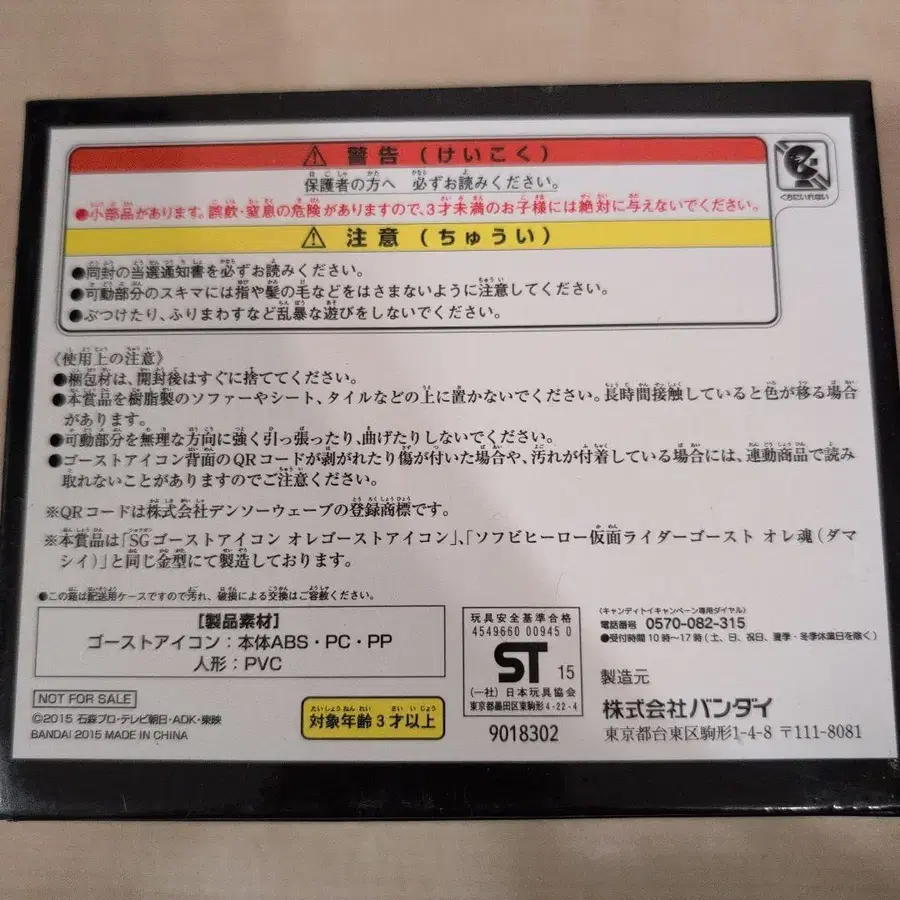 ⚠ 警告 (けいこく)
保護者の方へ 必ずお読みください。
●小部品があります。誤飲・窒息の危険がありますので、3才未満のお子様には絶対に与えないでください。
くちにいれない
⚠ 注意 (ちゅうい)
●同封の当選通知書を必ずお読みください。
●可動部分のスキマには指や髪の毛などをはさまないように注意してください。
●ぶつけたり、ふりまわすなど乱暴な遊びをしないでください。
《使用上の注意》
●梱包材は、開封後はすぐに捨ててください。
●本賞品を樹脂製のソファーやシート、タイルなどの上に置かないでください。長時間接触していると色が移る場合
があります。
●可動部分を無理な方向に強く引っ張ったり、曲げたりしないでください。
●ゴーストアイコン背面のQRコードが剥がれたり傷が付いた場合や、汚れが付着している場合には、連動商品で読み
取れないことがありますのでご注意ください。
※QRコードは株式会社デンソーウェーブの登録商標です。
※本賞品は「SGゴーストアイコン オレゴーストアイコン」、「ソフビヒーロー仮面ライダーゴースト オレ魂(ダマ
シイ)」と同じ金型にて製造しております。
●この箱は配送用ケースですので汚れ、破損による交換はご容赦ください。
【製品素材】
ゴーストアイコン：本体ABS・PC・PP
人形：PVC
NOT FOR SALE
©2015 石森プロ・テレビ朝日・ADK・東映
BANDAI 2015 MADE IN CHINA
対象年齢3才以上
玩具安全基準合格
4549660 00945 0
ST 15
(一社) 日本玩具協会
東京都墨田区東駒形4-22-4
9018302
(キャンディトイキャンペーン専用ダイヤル)
電話番号 0570-082-315
●受付時間 10時〜17時(土、日、祝日、夏季・冬季休業日を除く)
製造元
株式会社バンダイ
東京都台東区駒形1-4-8 〒111-8081